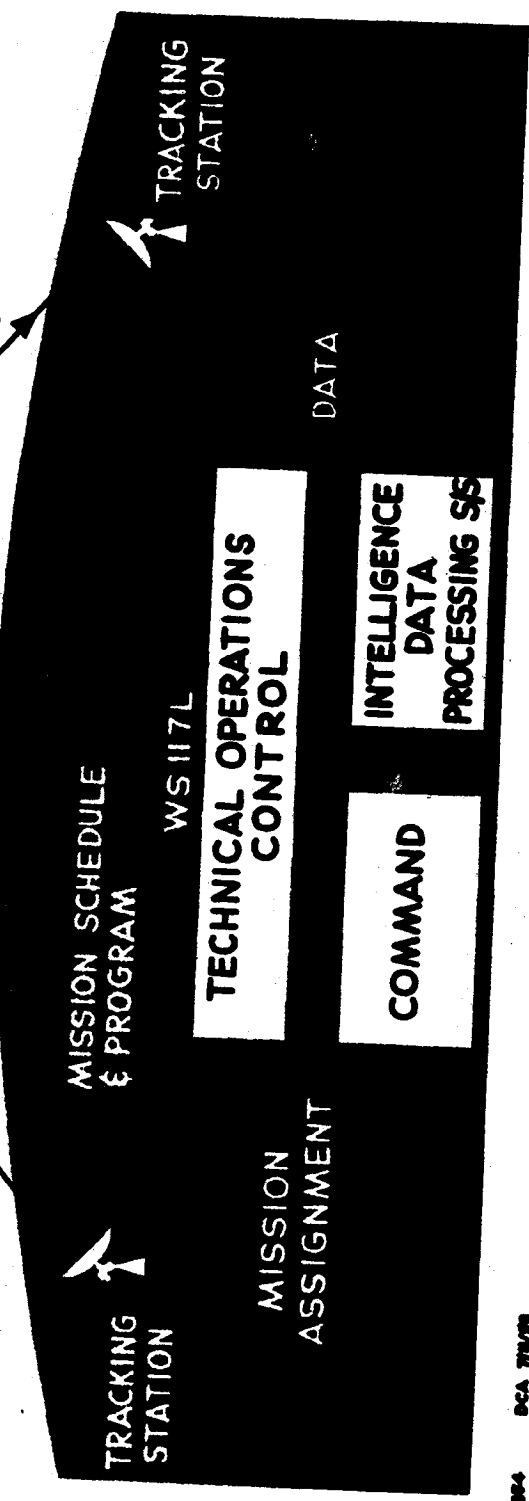 TRACKING
STATION
MISSION SCHEDULE
& PROGRAM
TRACKING
STATION
WS 117L
TECHNICAL OPERATIONS
CONTROL
MISSION
ASSIGNMENT
DATA
COMMAND
INTELLIGENCE
DATA
PROCESSING S/S
DCA